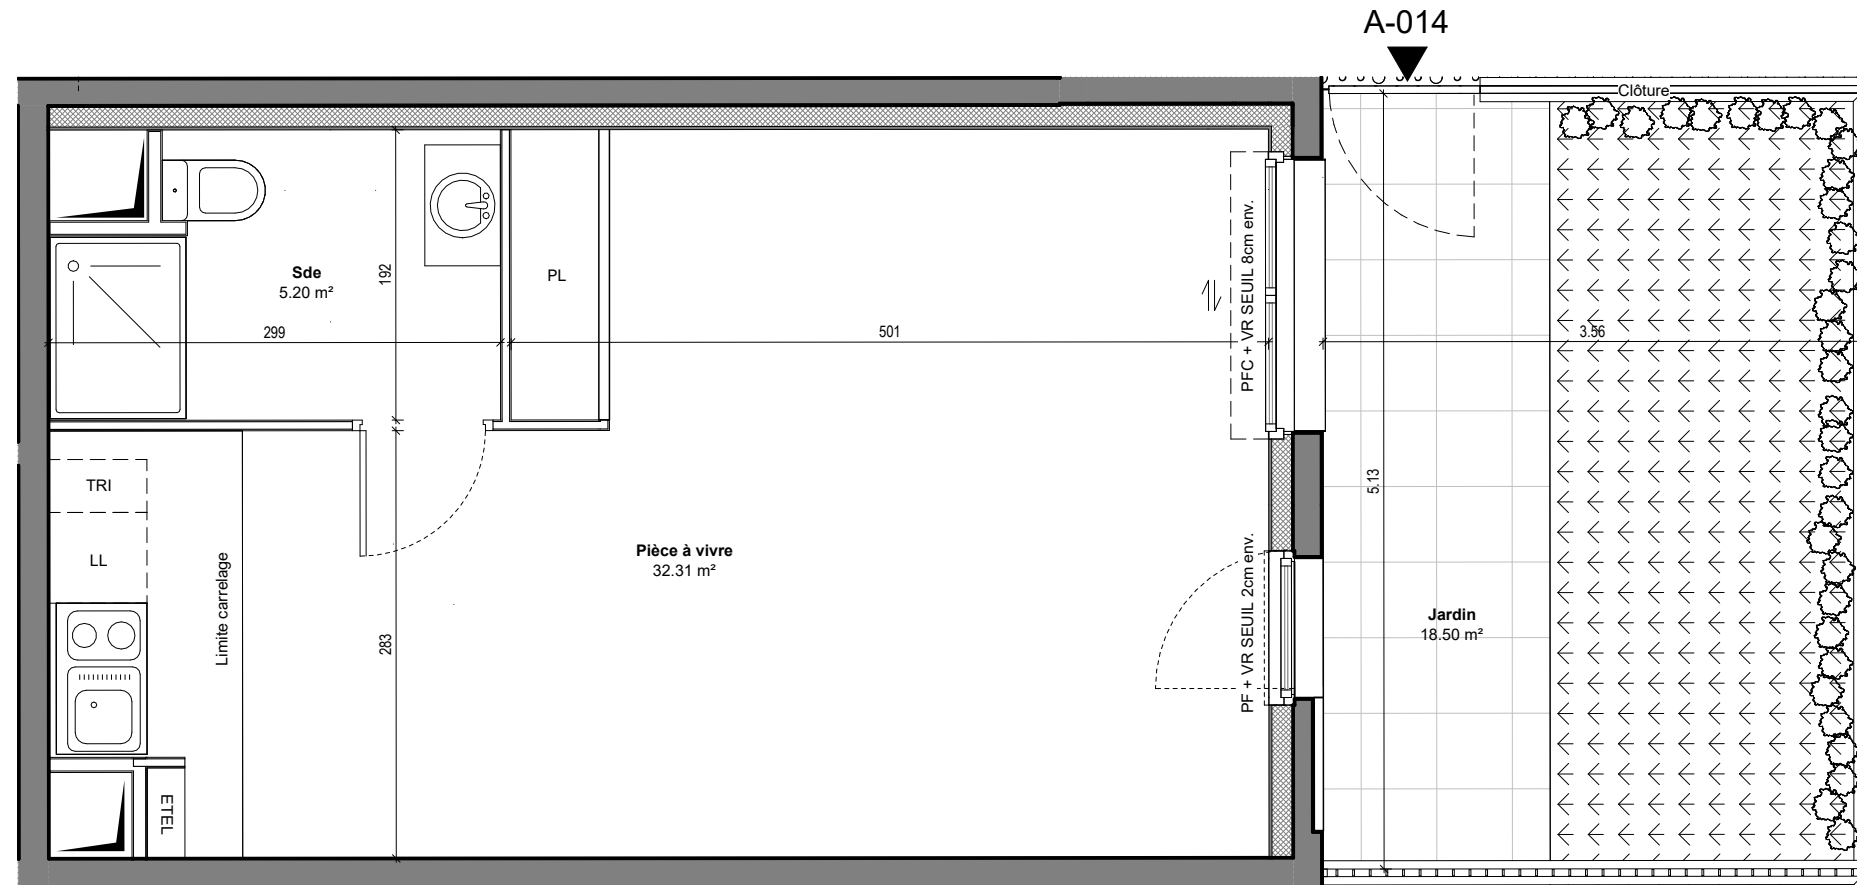 A-014
Clôture
Sde
5.20 m²
192
299
PL
501
PFC + VR SEUIL 8cm env.
3.56
5.13
TRI
LL
Limite carrelage
283
ETEL
Pièce à vivre
32.31 m²
PF + VR SEUIL 2cm env.
Jardin
18.50 m²